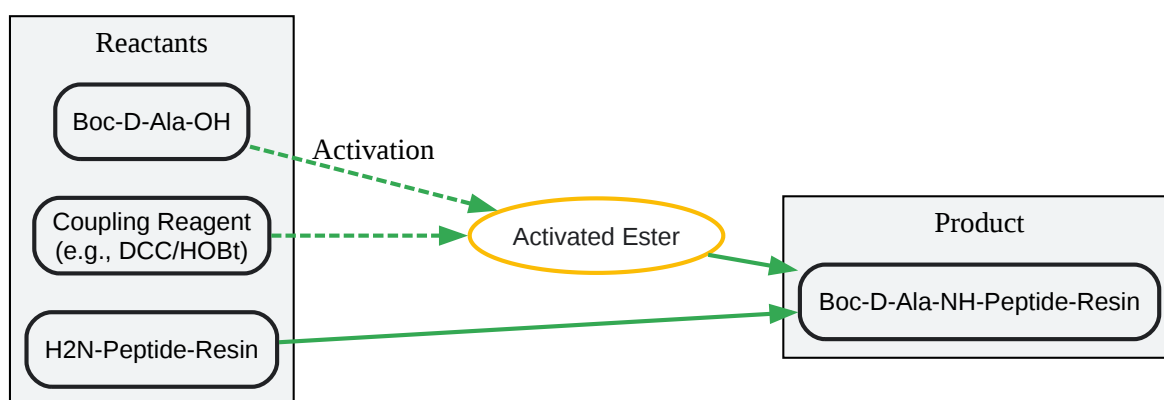 Reactants
Boc-D-Ala-OH
Activation
Coupling Reagent
(e.g., DCC/HOBt)
Activated Ester
H2N-Peptide-Resin
Product
Boc-D-Ala-NH-Peptide-Resin